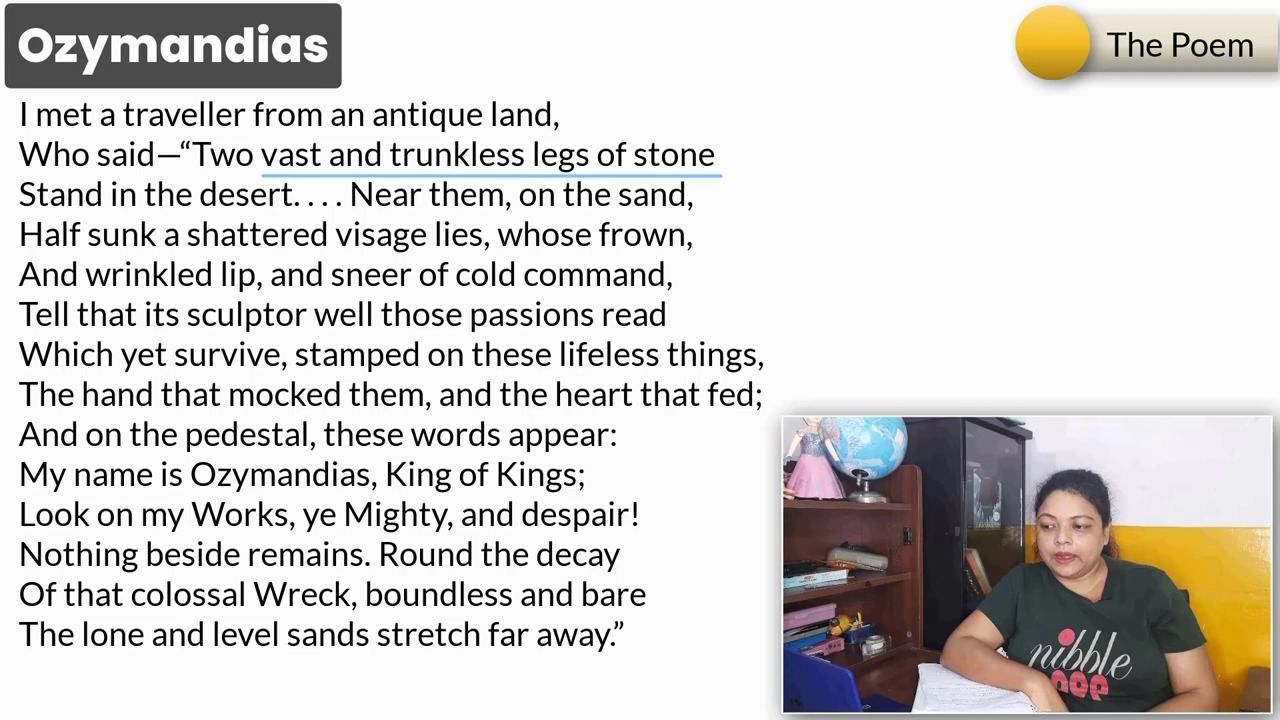 Ozymandias
The Poem
I met a traveller from an antique land,
Who said—“Two vast and trunkless legs of stone
Stand in the desert. . . . Near them, on the sand,
Half sunk a shattered visage lies, whose frown,
And wrinkled lip, and sneer of cold command,
Tell that its sculptor well those passions read
Which yet survive, stamped on these lifeless things,
The hand that mocked them, and the heart that fed;
And on the pedestal, these words appear:
My name is Ozymandias, King of Kings;
Look on my Works, ye Mighty, and despair!
Nothing beside remains. Round the decay
Of that colossal Wreck, boundless and bare
The lone and level sands stretch far away.”
nibble
pop